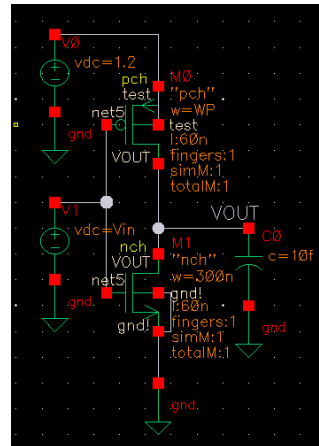 V0
vdc=1.2
gnd
pch
test
M0
"pch"
w=WP
test
l:60n
fingers:1
simM:1
totalM:1
net5
VOUT
V1
vdc=Vin
gnd
nch
VOUT
M1
"nch"
w=300n
gnd!
l:60n
fingers:1
simM:1
totalM:1
net5
gnd!
gnd
VOUT
C0
c=10f
gnd